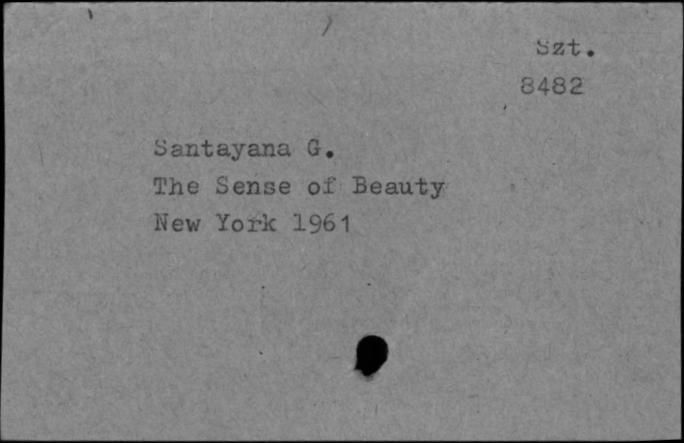 Szt.
8482
Santayana G.
The Sense of Beauty
New York 1961